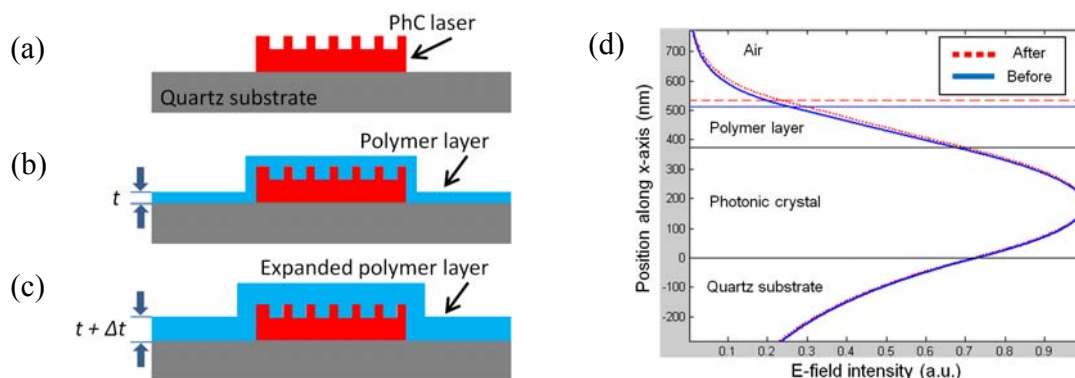 (a)
PhC laser
Quartz substrate
(b)
Polymer layer
t
(c)
Expanded polymer layer
t + Δt
(d)
Air
After
Before
Polymer layer
Photonic crystal
Quartz substrate
700
600
500
400
300
200
100
0
-100
-200
Position along x-axis (nm)
0.1 0.2 0.3 0.4 0.5 0.6 0.7 0.8 0.9
E-field intensity (a.u.)